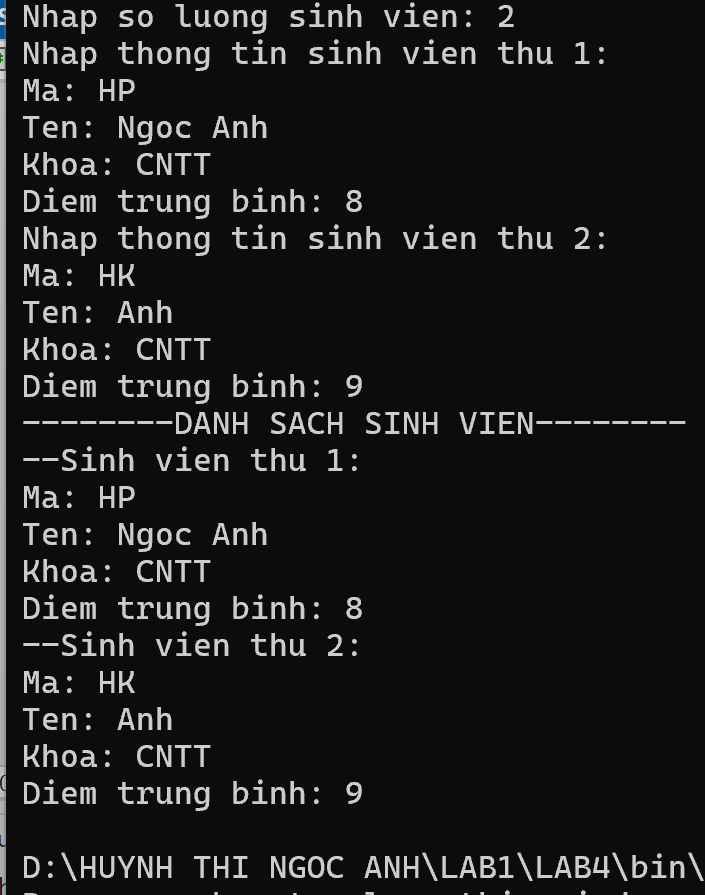 Nhap so luong sinh vien: 2
Nhap thong tin sinh vien thu 1:
Ma: HP
Ten: Ngoc Anh
Khoa: CNTT
Diem trung binh: 8
Nhap thong tin sinh vien thu 2:
Ma: HK
Ten: Anh
Khoa: CNTT
Diem trung binh: 9
--------DANH SACH SINH VIEN--------
--Sinh vien thu 1:
Ma: HP
Ten: Ngoc Anh
Khoa: CNTT
Diem trung binh: 8
--Sinh vien thu 2:
Ma: HK
Ten: Anh
Khoa: CNTT
Diem trung binh: 9
D:\HUYNH THI NGOC ANH\LAB1\LAB4\bin\